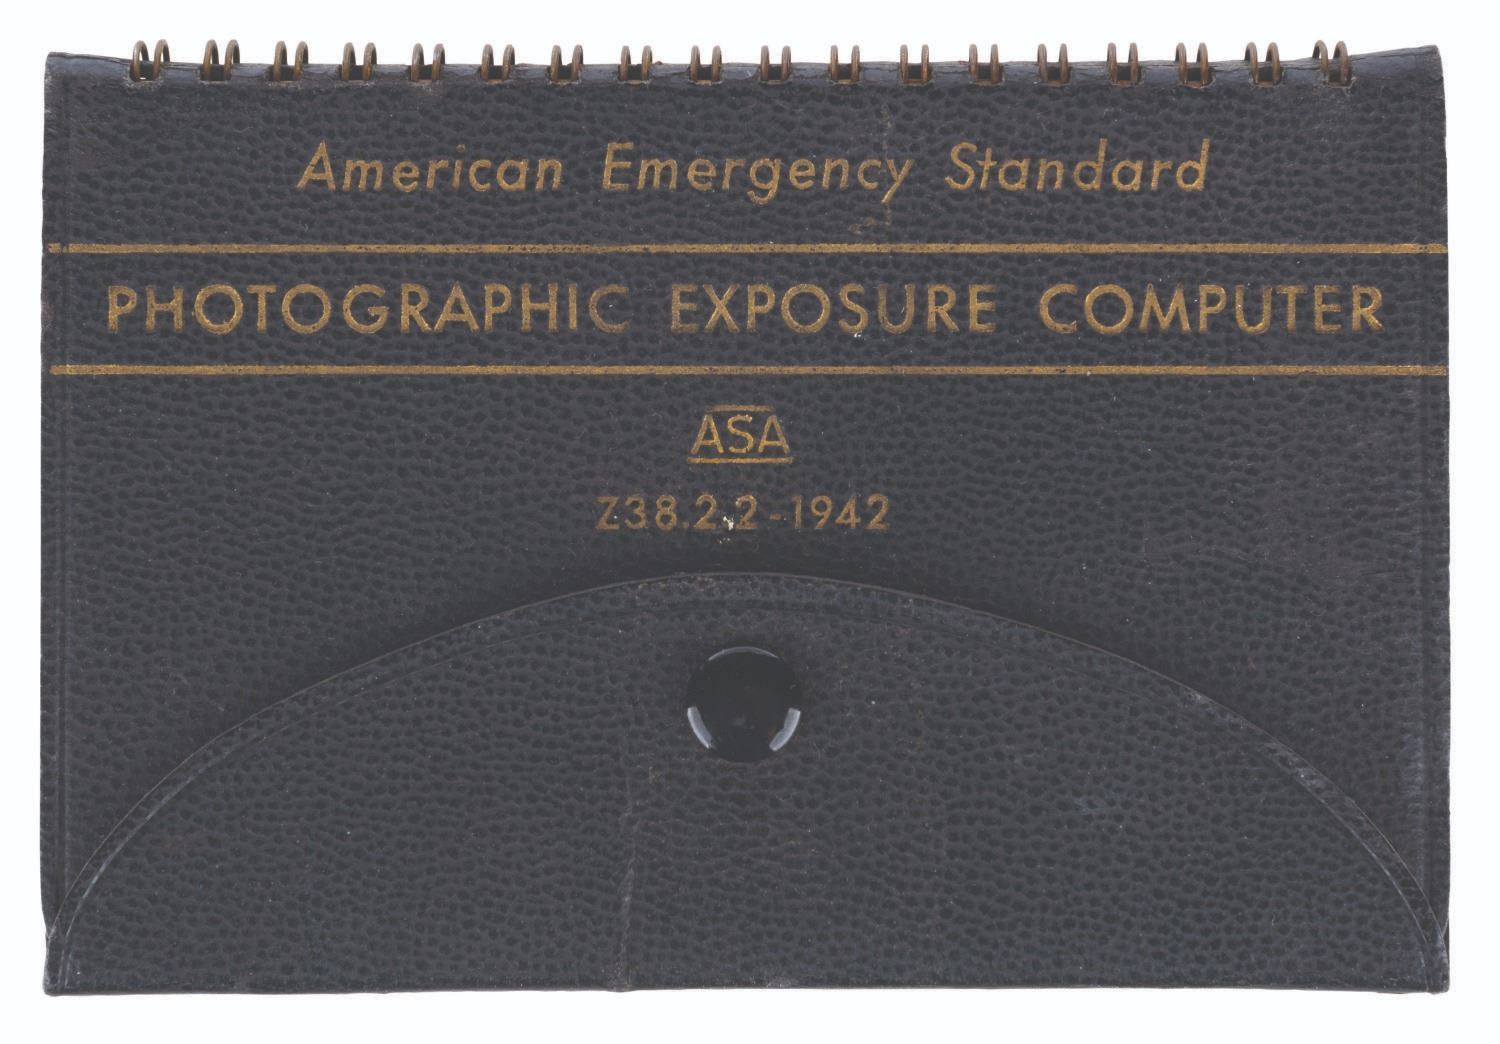 American Emergency Standard
PHOTOGRAPHIC EXPOSURE COMPUTER
ASA
Z38.2.2-1942